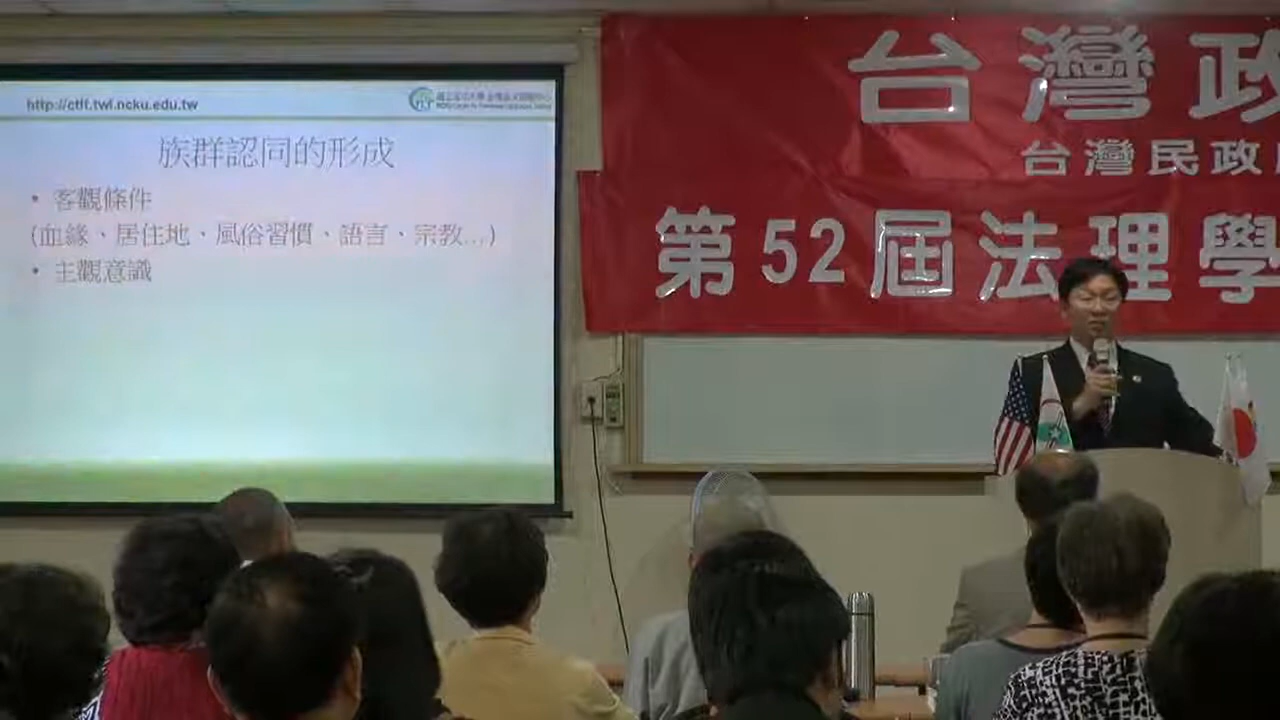 http://ctlt.twl.ncku.edu.tw
族群認同的形成
• 客觀條件
(血緣、居住地、風俗習慣、語言、宗教…)
• 主觀意識
台灣政
台灣民政
第52屆法理學